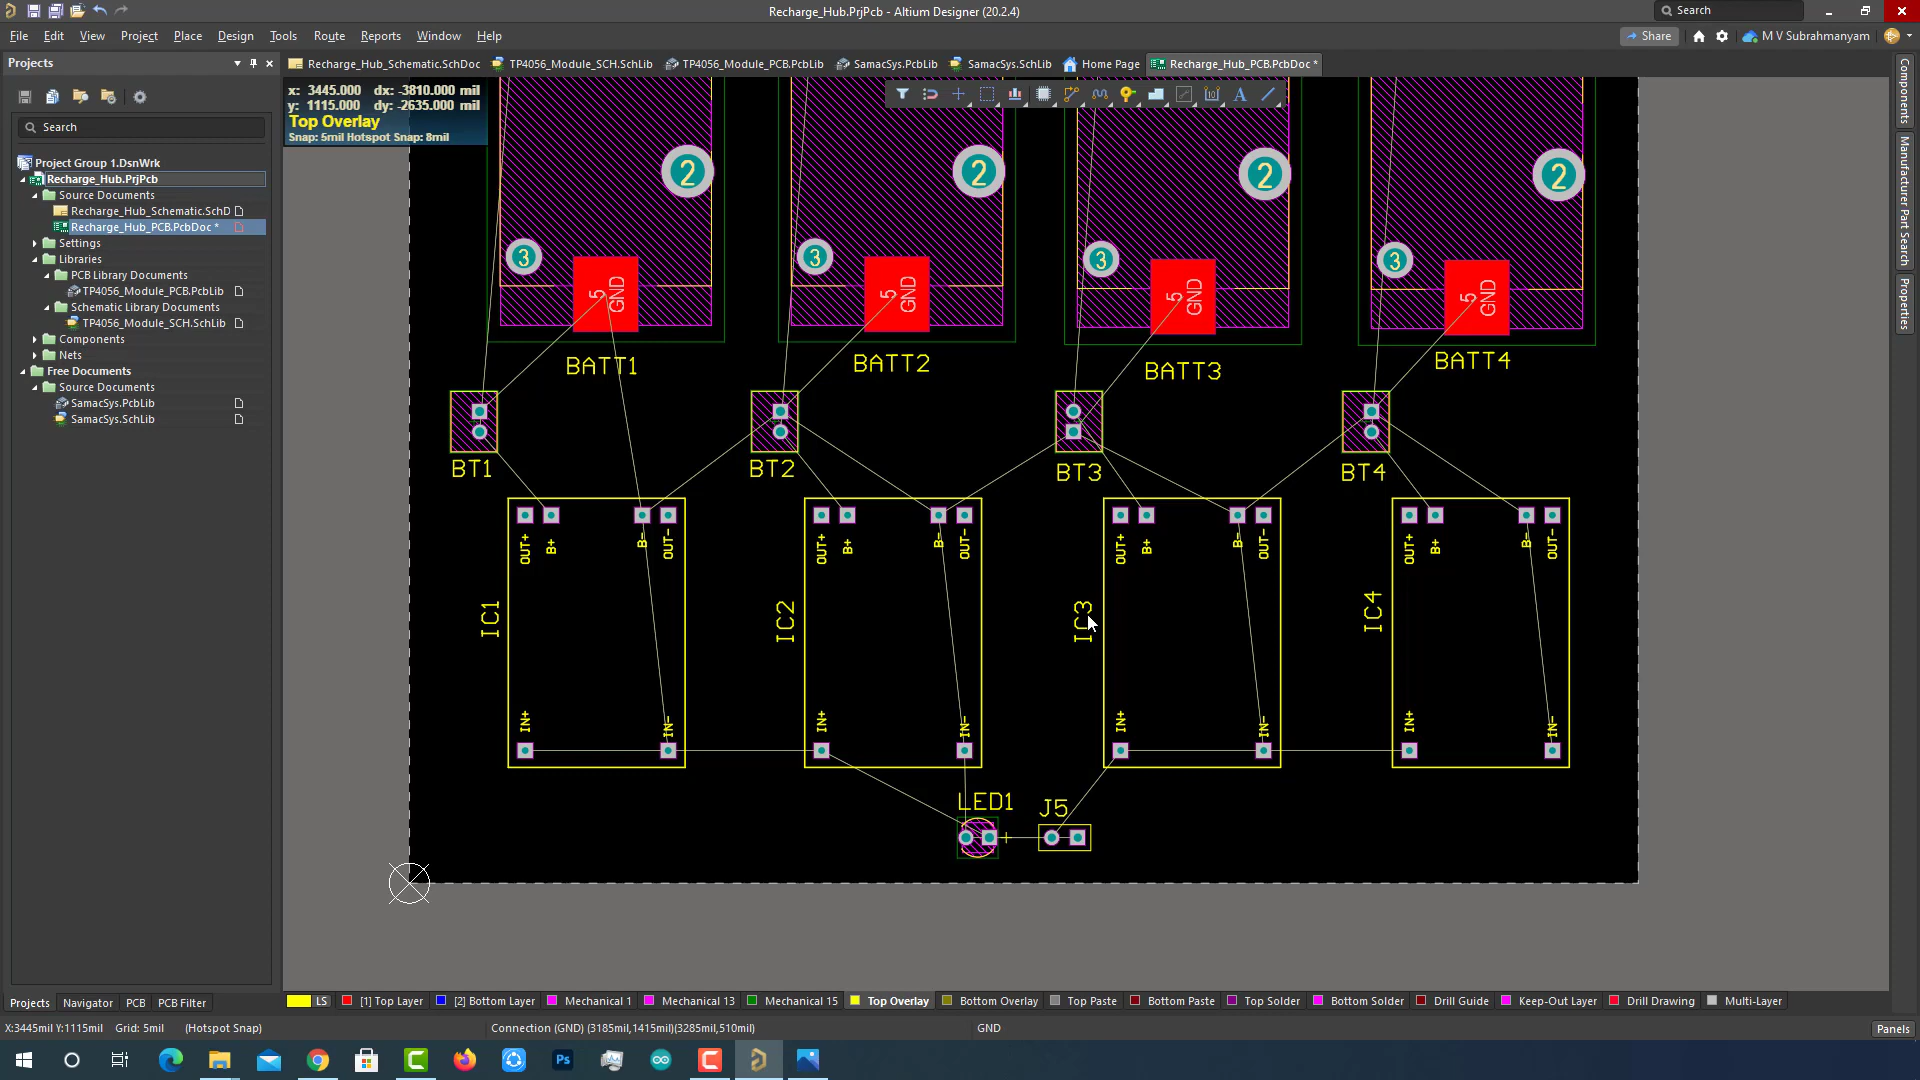 Recharge_Hub.PrjPcb - Altium Designer (20.2.4)
Search
File Edit View Project Place Design Tools Route Reports Window Help
Share
M V Subrahmanyam
Projects
Recharge_Hub_Schematic.SchDoc
TP4056_Module_SCH.SchLib
TP4056_Module_PCB.PcbLib
SamacSys.PcbLib
SamacSys.SchLib
Home Page
Recharge_Hub_PCB.PcbDoc *
x: 3445.000 dx: -3810.000 mil
y: 1115.000 dy: -2635.000 mil
Top Overlay
Snap: 5mil Hotspot Snap: 8mil
Search
Project Group 1.DsnWrk
Recharge_Hub.PrjPcb
Source Documents
Recharge_Hub_Schematic.SchD
Recharge_Hub_PCB.PcbDoc *
Settings
Libraries
PCB Library Documents
TP4056_Module_PCB.PcbLib
Schematic Library Documents
TP4056_Module_SCH.SchLib
Components
Nets
Free Documents
Source Documents
SamacSys.PcbLib
SamacSys.SchLib
Components
Manufacturer Part Search
Properties
2 2 2 2
3 3 3 3
5 GND 5 GND 5 GND 5 GND
BATT1 BATT2 BATT3 BATT4
BT1 BT2 BT3 BT4
OUT+ B+ B- OUT- OUT+ B+ B- OUT- OUT+ B+ B- OUT- OUT+ B+ B- OUT-
IC1 IC2 IC3 IC4
IN+ IN- IN+ IN- IN+ IN- IN+ IN-
LED1 J5
+
Projects Navigator PCB PCB Filter
LS [1] Top Layer [2] Bottom Layer Mechanical 1 Mechanical 13 Mechanical 15 Top Overlay Bottom Overlay Top Paste Bottom Paste Top Solder Bottom Solder Drill Guide Keep-Out Layer Drill Drawing Multi-Layer
X:3445mil Y:1115mil Grid: 5mil (Hotspot Snap) Connection (GND) (3185mil,1415mil)(3285mil,510mil) GND
Panels
Ps